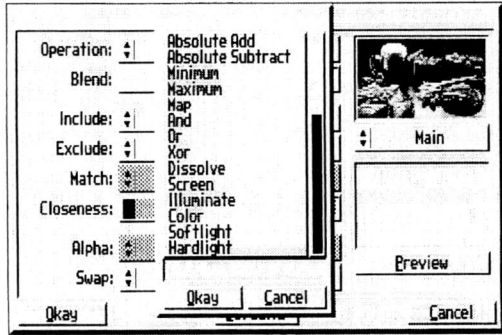 Operation:
Blend:
Include:
Exclude:
Match:
Closeness:
Alpha:
Swap:
Okay
Absolute Add
Absolute Subtract
Minimum
Maximum
Map
And
Or
Xor
Dissolve
Screen
Illuminate
Color
Softlight
Hardlight
Okay
Cancel
Main
Preview
Cancel